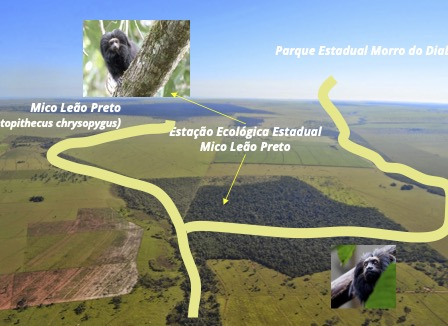 Parque Estadual Morro do Diab
Mico Leão Preto
topithecus chrysopygus)
Estação Ecológica Estadual
Mico Leão Preto